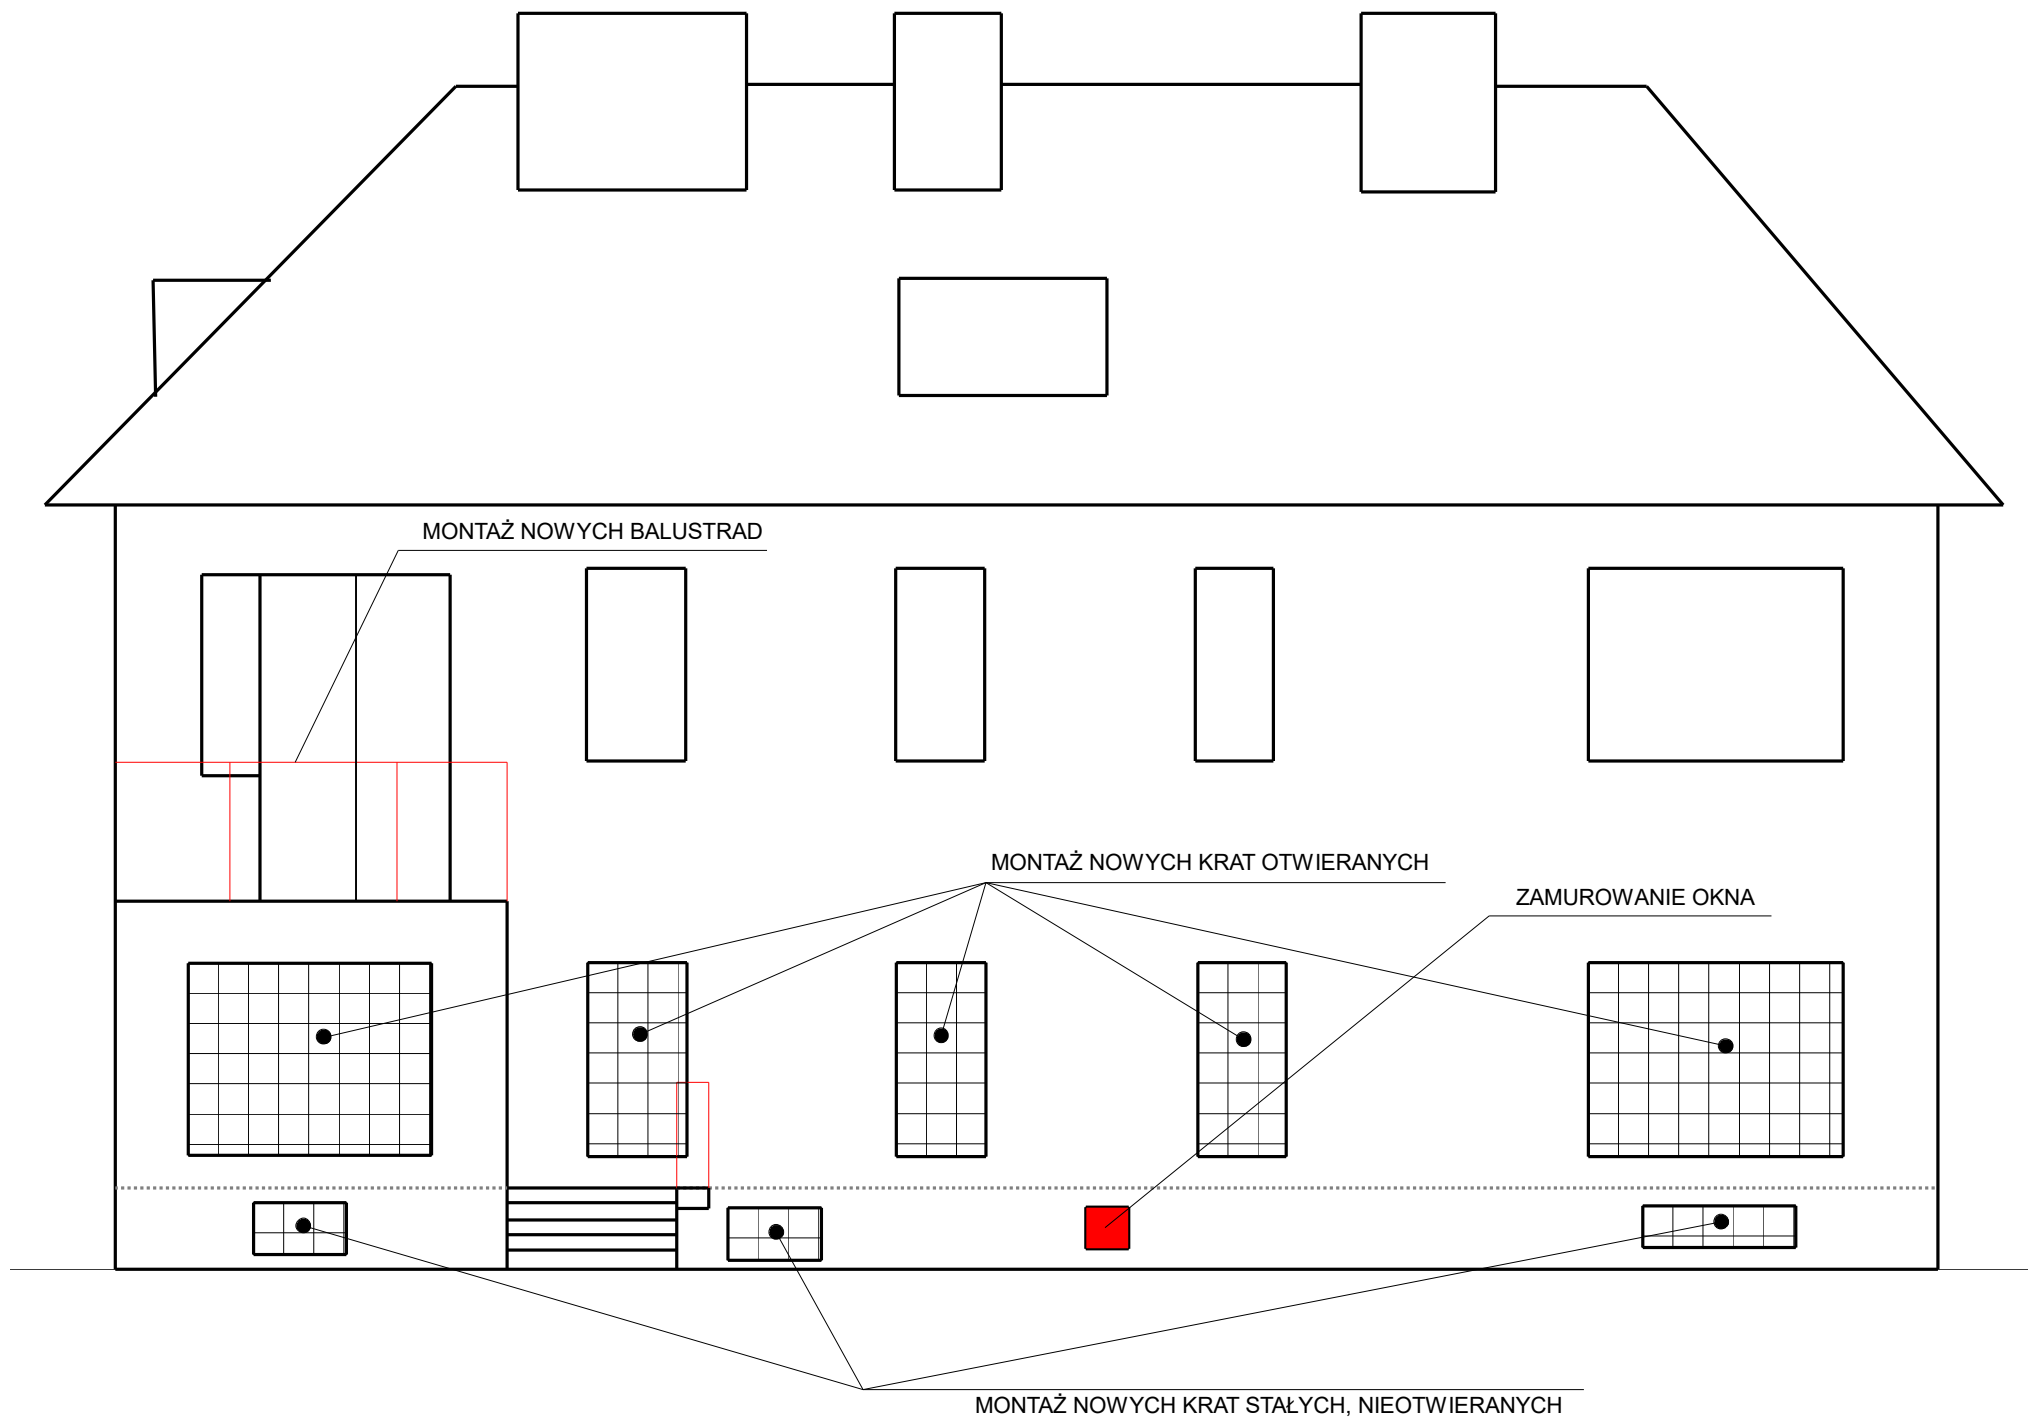 MONTAŻ NOWYCH BALUSTRAD
MONTAŻ NOWYCH KRAT OTWIERANYCH
ZAMUROWANIE OKNA
MONTAŻ NOWYCH KRAT STAŁYCH, NIEOTWIERANYCH